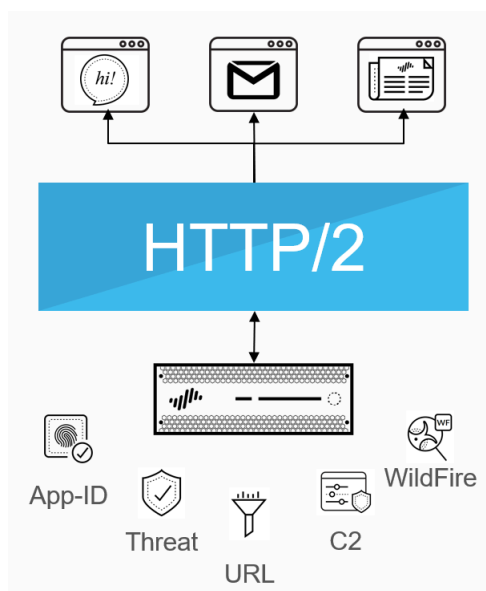 hi!
HTTP/2
WF
App-ID
WildFire
Threat
C2
URL